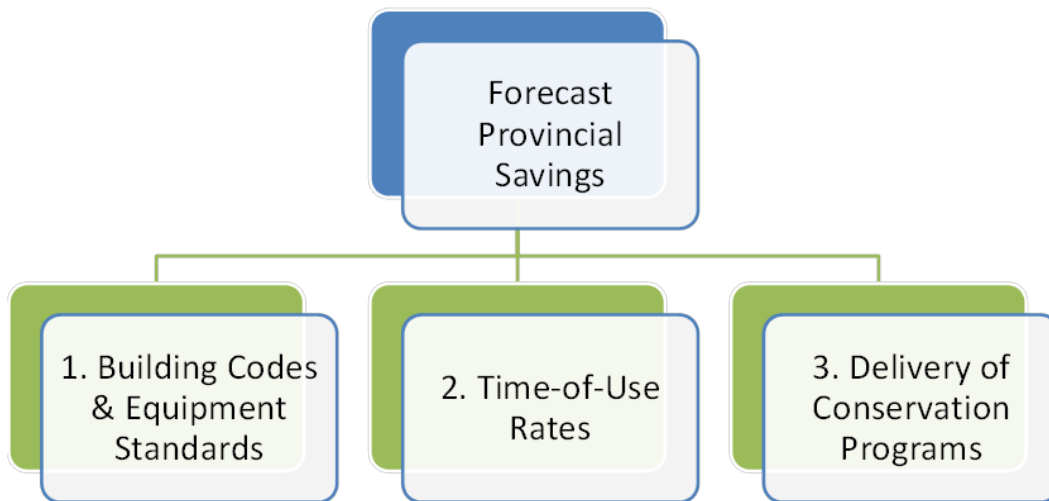 Forecast
Provincial
Savings
1. Building Codes
& Equipment
Standards
2. Time-of-Use
Rates
3. Delivery of
Conservation
Programs